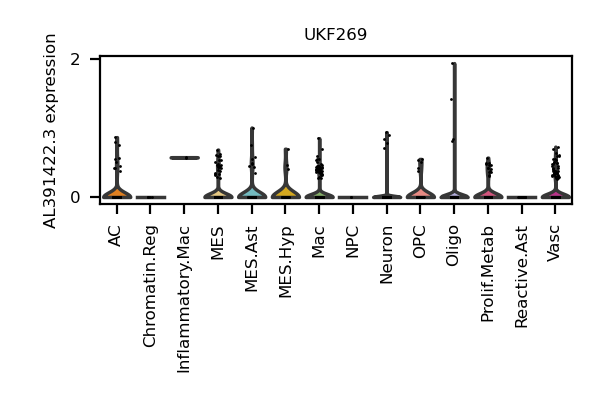 UKF269
AL391422.3 expression
2
0
AC
Chromatin.Reg
Inflammatory.Mac
MES
MES.Ast
MES.Hyp
Mac
NPC
Neuron
OPC
Oligo
Prolif.Metab
Reactive.Ast
Vasc